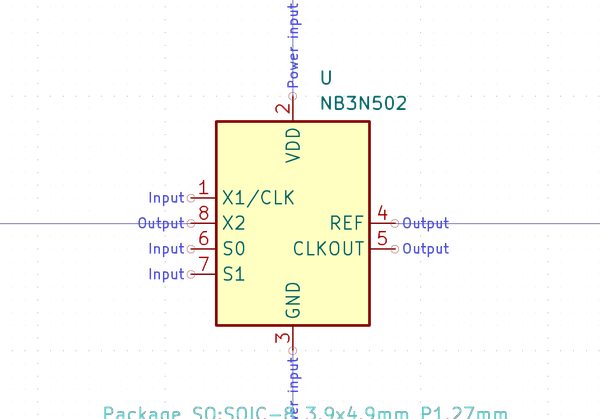 Power input
U
NB3N502
2
VDD
Input 1 X1/CLK
Output 8 X2 REF 4 Output
Input 6 S0 CLKOUT 5 Output
Input 7 S1
GND
3
input
Package_SO:SOIC-8_3.9x4.9mm_P1.27mm